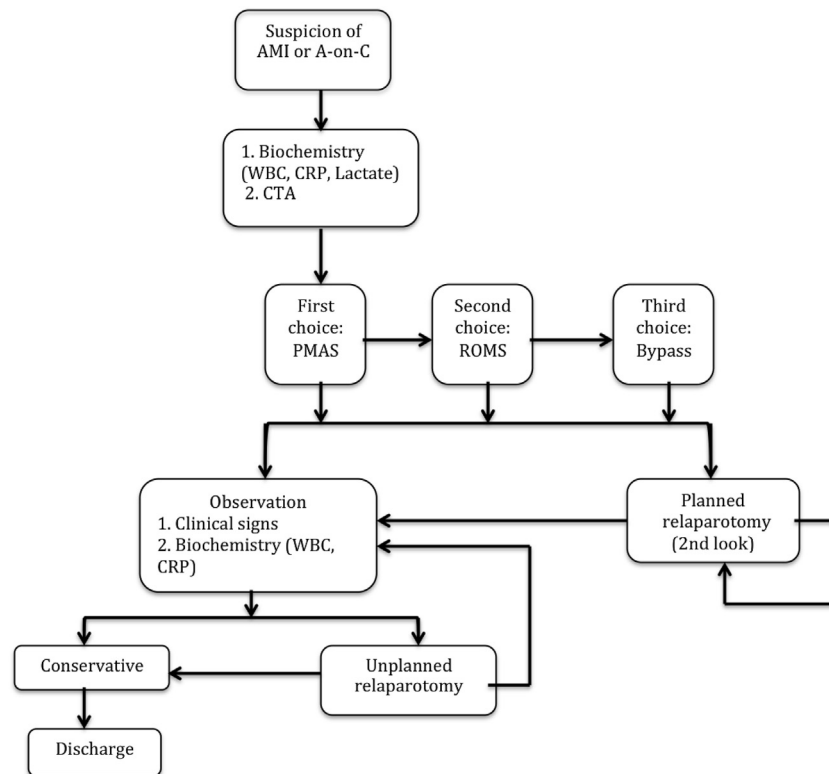 Suspicion of
AMI or A-on-C
1. Biochemistry
(WBC, CRP, Lactate)
2. CTA
First
choice:
PMAS
Second
choice:
ROMS
Third
choice:
Bypass
Observation
1. Clinical signs
2. Biochemistry (WBC,
CRP)
Planned
relaparotomy
(2nd look)
Conservative
Unplanned
relaparotomy
Discharge